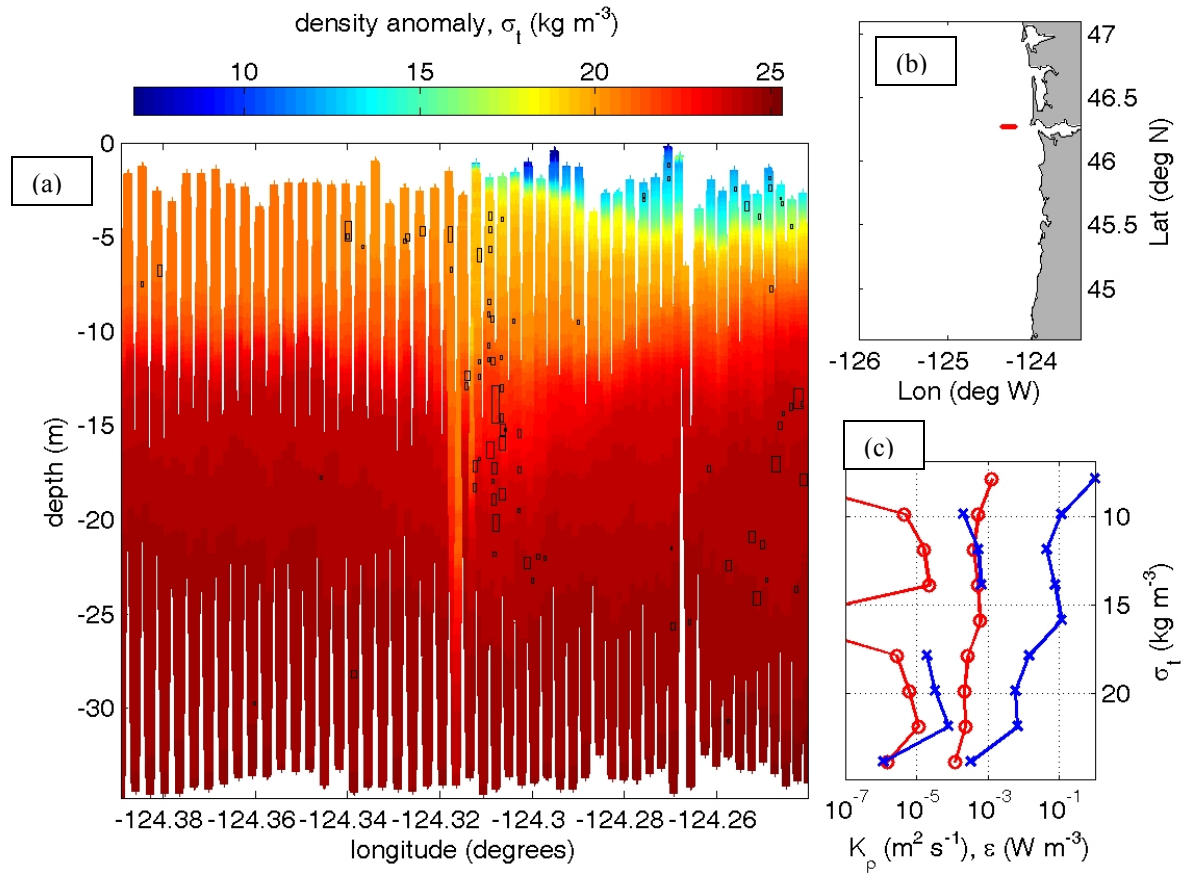 density anomaly, σt (kg m-3)
10 15 20 25
(a)
0
-5
-10
-15
-20
-25
-30
depth (m)
-124.38 -124.36 -124.34 -124.32 -124.3 -124.28 -124.26
longitude (degrees)
(b)
47
46.5
46
45.5
45
Lat (deg N)
-126 -125 -124
Lon (deg W)
(c)
10
15
20
σt (kg m-3)
10-7 10-5 10-3 10-1
Kρ (m2 s-1), ε (W m-3)